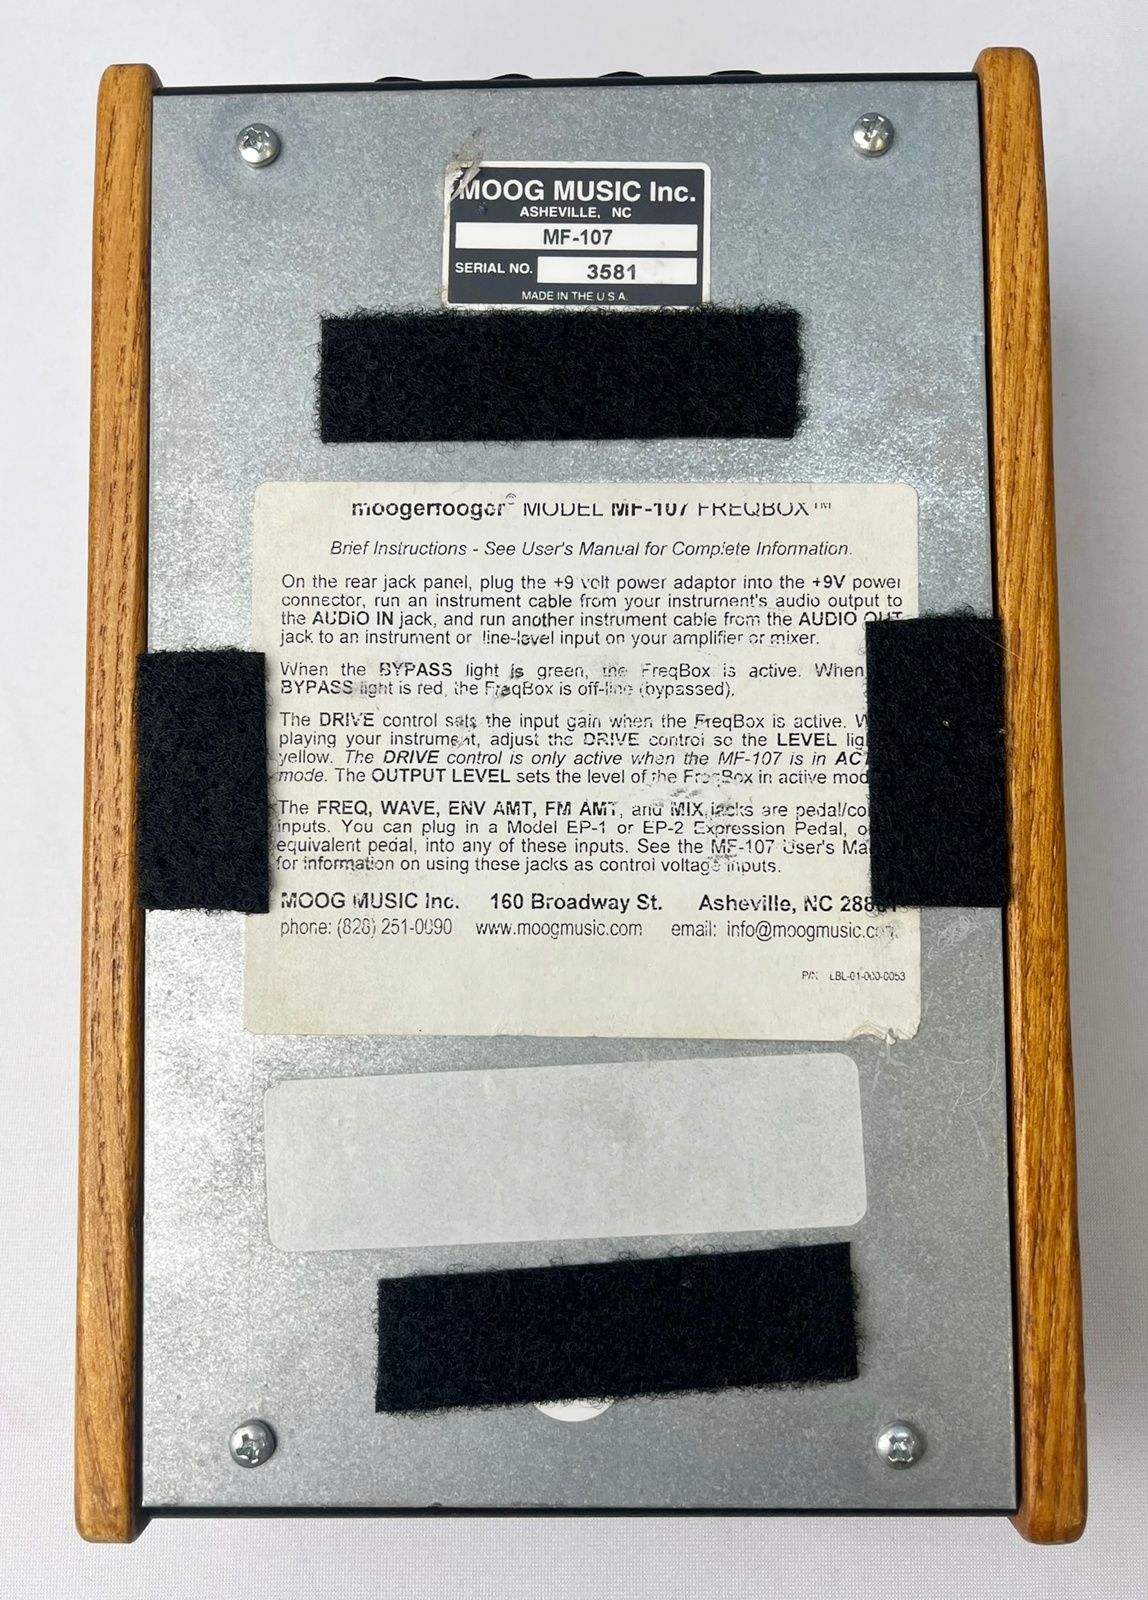 MOOG MUSIC Inc.
ASHEVILLE, NC
MF-107
SERIAL NO. 3581
MADE IN THE U S A.
moogerfooger® MODEL MF-107 FREQBOX™
Brief Instructions - See User's Manual for Complete Information.
On the rear jack panel, plug the +9 volt power adaptor into the +9V power
connector, run an instrument cable from your instrument's audio output to
the AUDIO IN jack, and run another instrument cable from the AUDIO OUT
jack to an instrument or line-level input on your amplifier or mixer.
When the BYPASS light is green, the FreqBox is active. When
BYPASS light is red, the FreqBox is off-line (bypassed).
The DRIVE control sets the input gain when the FreqBox is active.
playing your instrument, adjust the DRIVE control so the LEVEL
yellow. The DRIVE control is only active when the MF-107 is in
mode. The OUTPUT LEVEL sets the level of the FreqBox in active
The FREQ, WAVE, ENV AMT, FM AMT, and MIX jacks are
inputs. You can plug in a Model EP-1 or EP-2 Expression Pedal,
equivalent pedal, into any of these inputs. See the MF-107 User's
for information on using these jacks as control voltage inputs.
MOOG MUSIC Inc. 160 Broadway St. Asheville, NC
phone: (828) 251-0090 www.moogmusic.com email: info@moogmusic.com
P/N LBL-01-000-0053